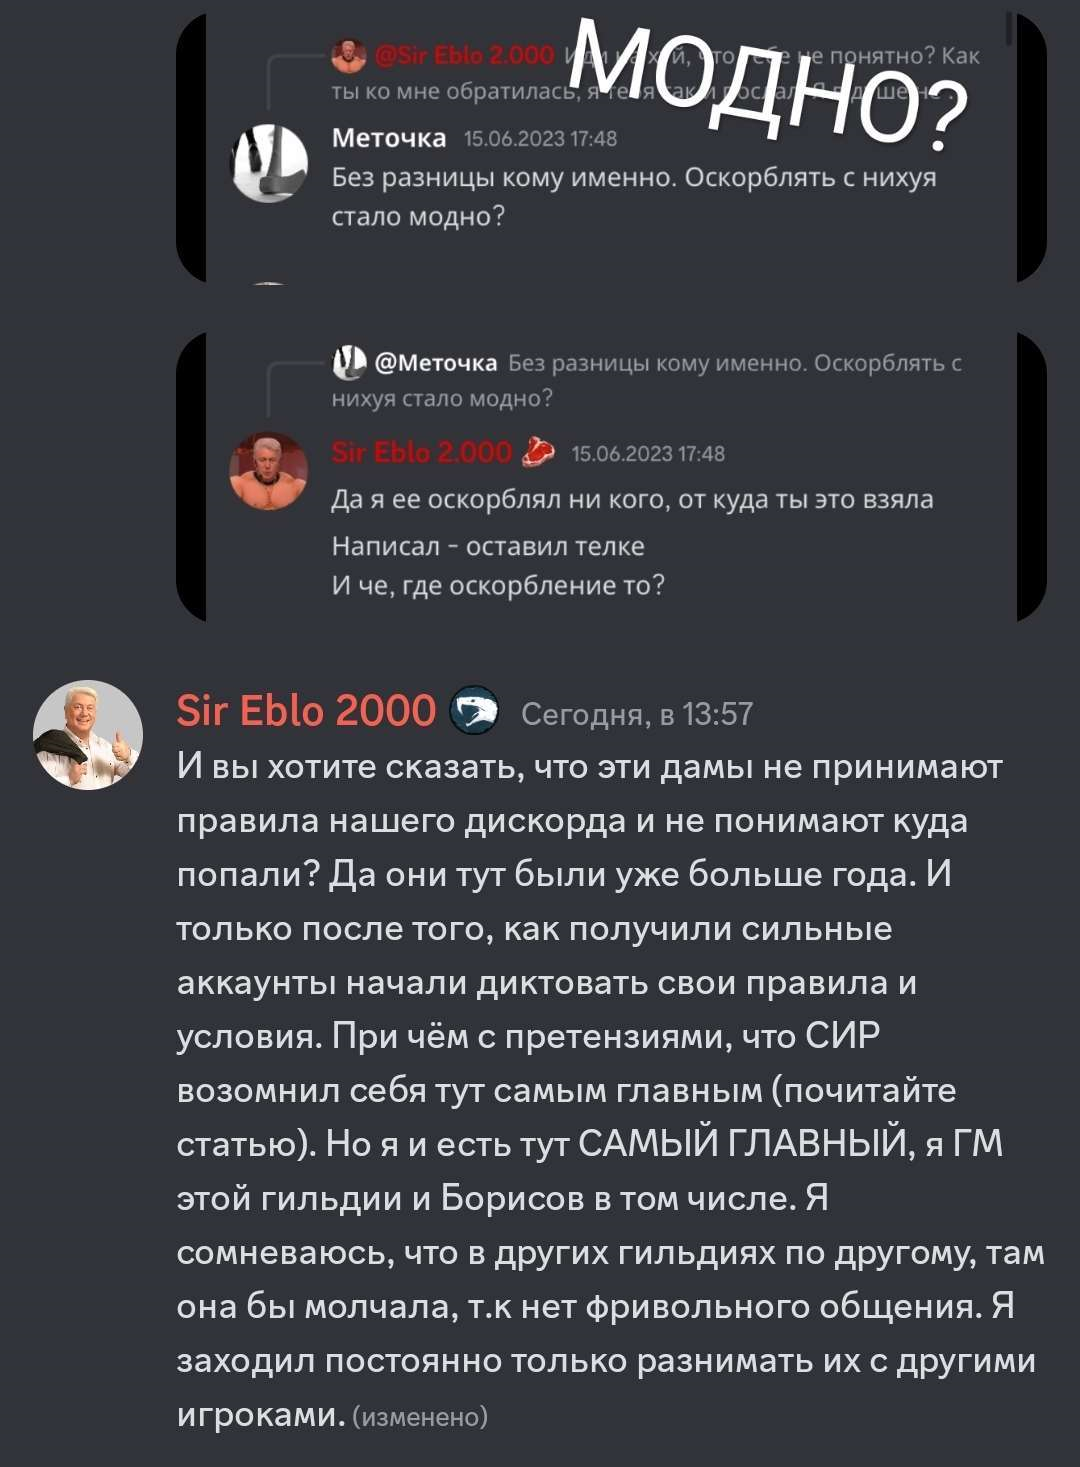 @Sir Eblo 2.000 не понятно? Как
ты ко мне обратилась, я
МОДНО?
Меточка 15.06.2023 17:48
Без разницы кому именно. Оскорблять с нихуя
стало модно?
@Меточка Без разницы кому именно. Оскорблять с
нихуя стало модно?
Sir Eblo 2.000 15.06.2023 17:48
Да я ее оскорблял ни кого, от куда ты это взяла
Написал - оставил телке
И че, где оскорбление то?
Sir Eblo 2000 Сегодня, в 13:57
И вы хотите сказать, что эти дамы не принимают
правила нашего дискорда и не понимают куда
попали? Да они тут были уже больше года. И
только после того, как получили сильные
аккаунты начали диктовать свои правила и
условия. При чём с претензиями, что СИР
возомнил себя тут самым главным (почитайте
статью). Но я и есть тут САМЫЙ ГЛАВНЫЙ, я ГМ
этой гильдии и Борисов в том числе. Я
сомневаюсь, что в других гильдиях по другому, там
она бы молчала, т.к нет фривольного общения. Я
заходил постоянно только разнимать их с другими
игроками. (изменено)